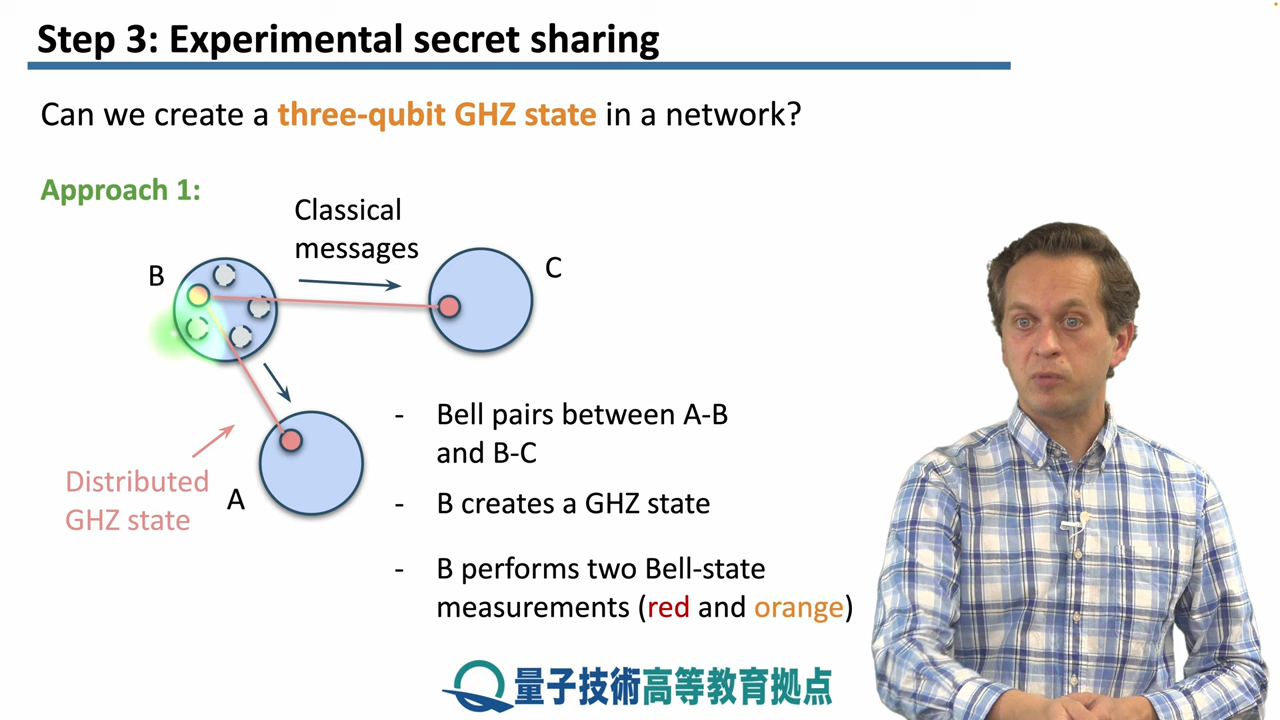 Step 3: Experimental secret sharing
Can we create a three-qubit GHZ state in a network?
Approach 1:
Classical
messages
B
C
A
Distributed
GHZ state
- Bell pairs between A-B
and B-C
- B creates a GHZ state
- B performs two Bell-state
measurements (red and orange)
量子技術高等教育拠点